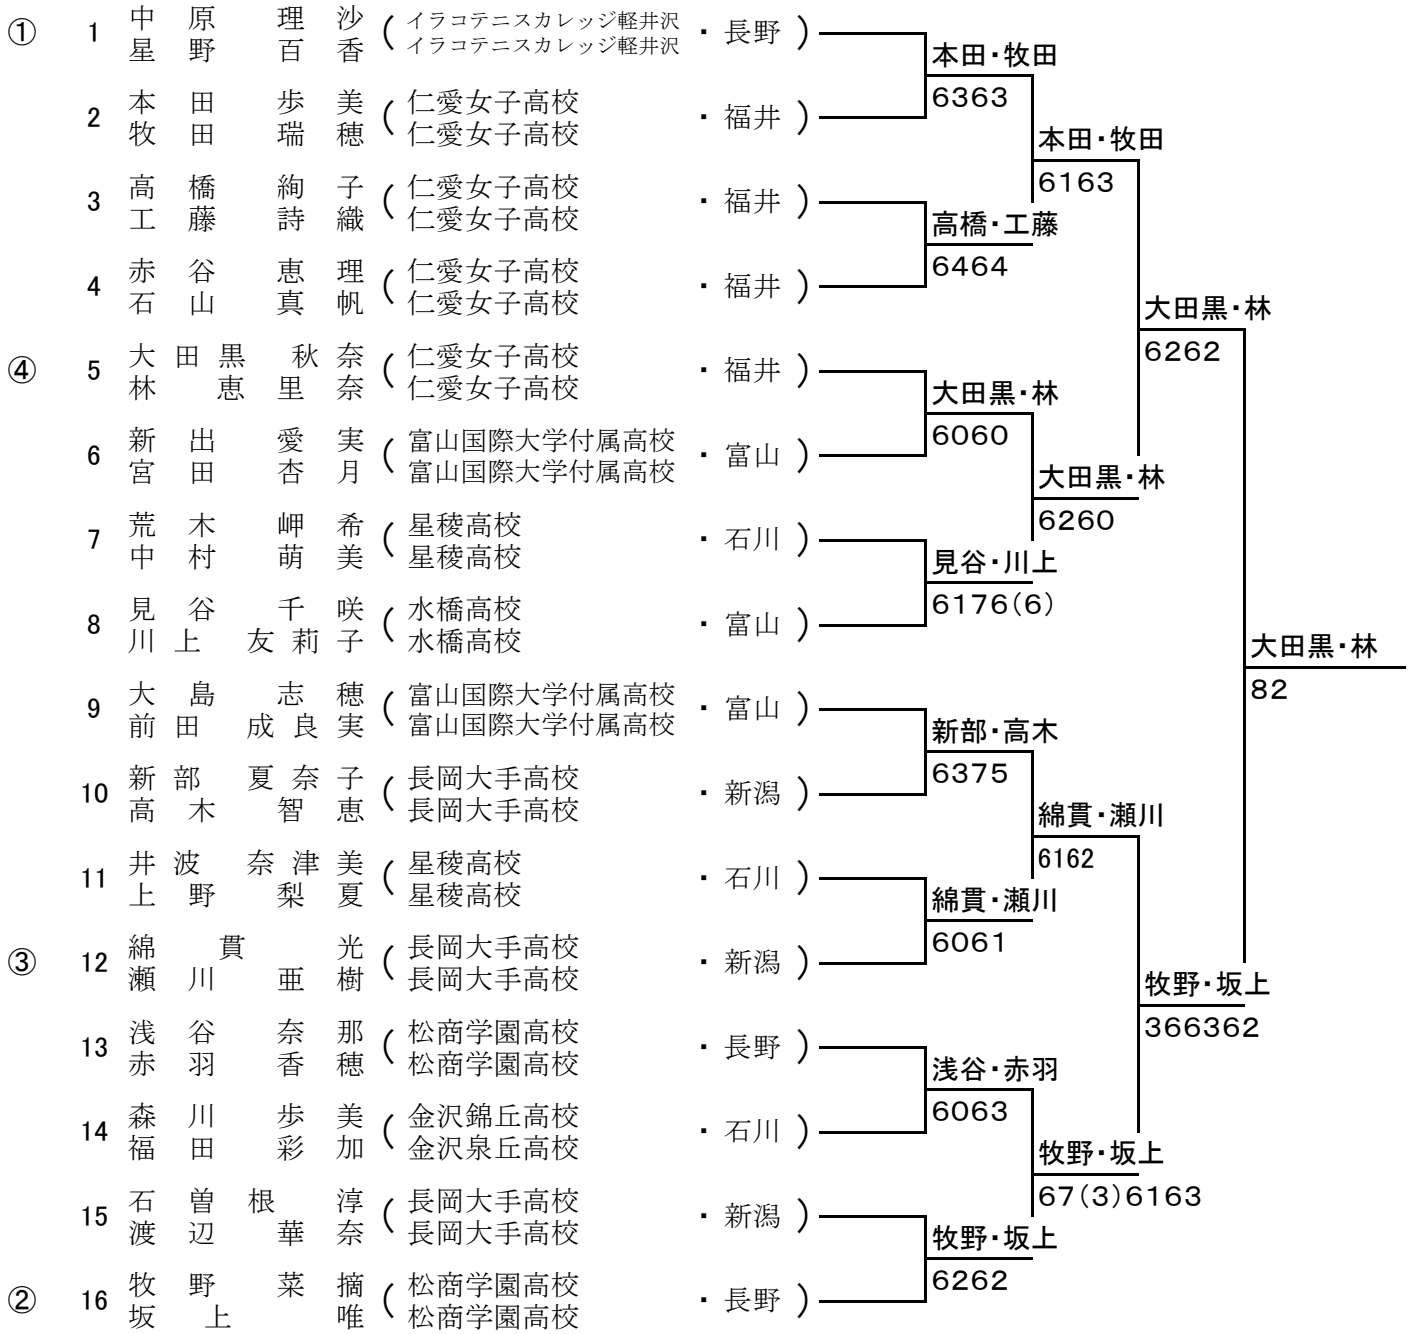 ① 1 中原 理沙 ( イラコテニスカレッジ軽井沢 ・ 長野 )
星野 百香 イラコテニスカレッジ軽井沢
本田・牧田
6363
2 本田 歩美 ( 仁愛女子高校 ・ 福井 )
牧田 瑞穂 仁愛女子高校
本田・牧田
6163
3 高橋 絢子 ( 仁愛女子高校 ・ 福井 )
工藤 詩織 仁愛女子高校
高橋・工藤
6464
4 赤谷 恵理 ( 仁愛女子高校 ・ 福井 )
石山 真帆 仁愛女子高校
大田黒・林
6262
④ 5 大田黒 秋奈 ( 仁愛女子高校 ・ 福井 )
林 恵里奈 仁愛女子高校
大田黒・林
6060
6 新出 愛実 ( 富山国際大学付属高校 ・ 富山 )
宮田 杏月 富山国際大学付属高校
大田黒・林
6260
7 荒木 岬希 ( 星稜高校 ・ 石川 )
中村 萌美 星稜高校
見谷・川上
6176(6)
8 見谷 千咲 ( 水橋高校 ・ 富山 )
川上 友莉子 水橋高校
大田黒・林
82
9 大島 志穂 ( 富山国際大学付属高校 ・ 富山 )
前田 成良実 富山国際大学付属高校
新部・高木
6375
10 新部 夏奈子 ( 長岡大手高校 ・ 新潟 )
高木 智恵 長岡大手高校
綿貫・瀬川
6162
11 井波 奈津美 ( 星稜高校 ・ 石川 )
上野 梨夏 星稜高校
綿貫・瀬川
6061
③ 12 綿貫 光 ( 長岡大手高校 ・ 新潟 )
瀬川 亜樹 長岡大手高校
牧野・坂上
366362
13 浅谷 奈那 ( 松商学園高校 ・ 長野 )
赤羽 香穂 松商学園高校
浅谷・赤羽
6063
14 森川 歩美 ( 金沢錦丘高校 ・ 石川 )
福田 彩加 金沢泉丘高校
牧野・坂上
67(3)6163
15 石曽根 淳 ( 長岡大手高校 ・ 新潟 )
渡辺 華奈 長岡大手高校
牧野・坂上
6262
② 16 牧野 菜摘 ( 松商学園高校 ・ 長野 )
坂上 唯 松商学園高校